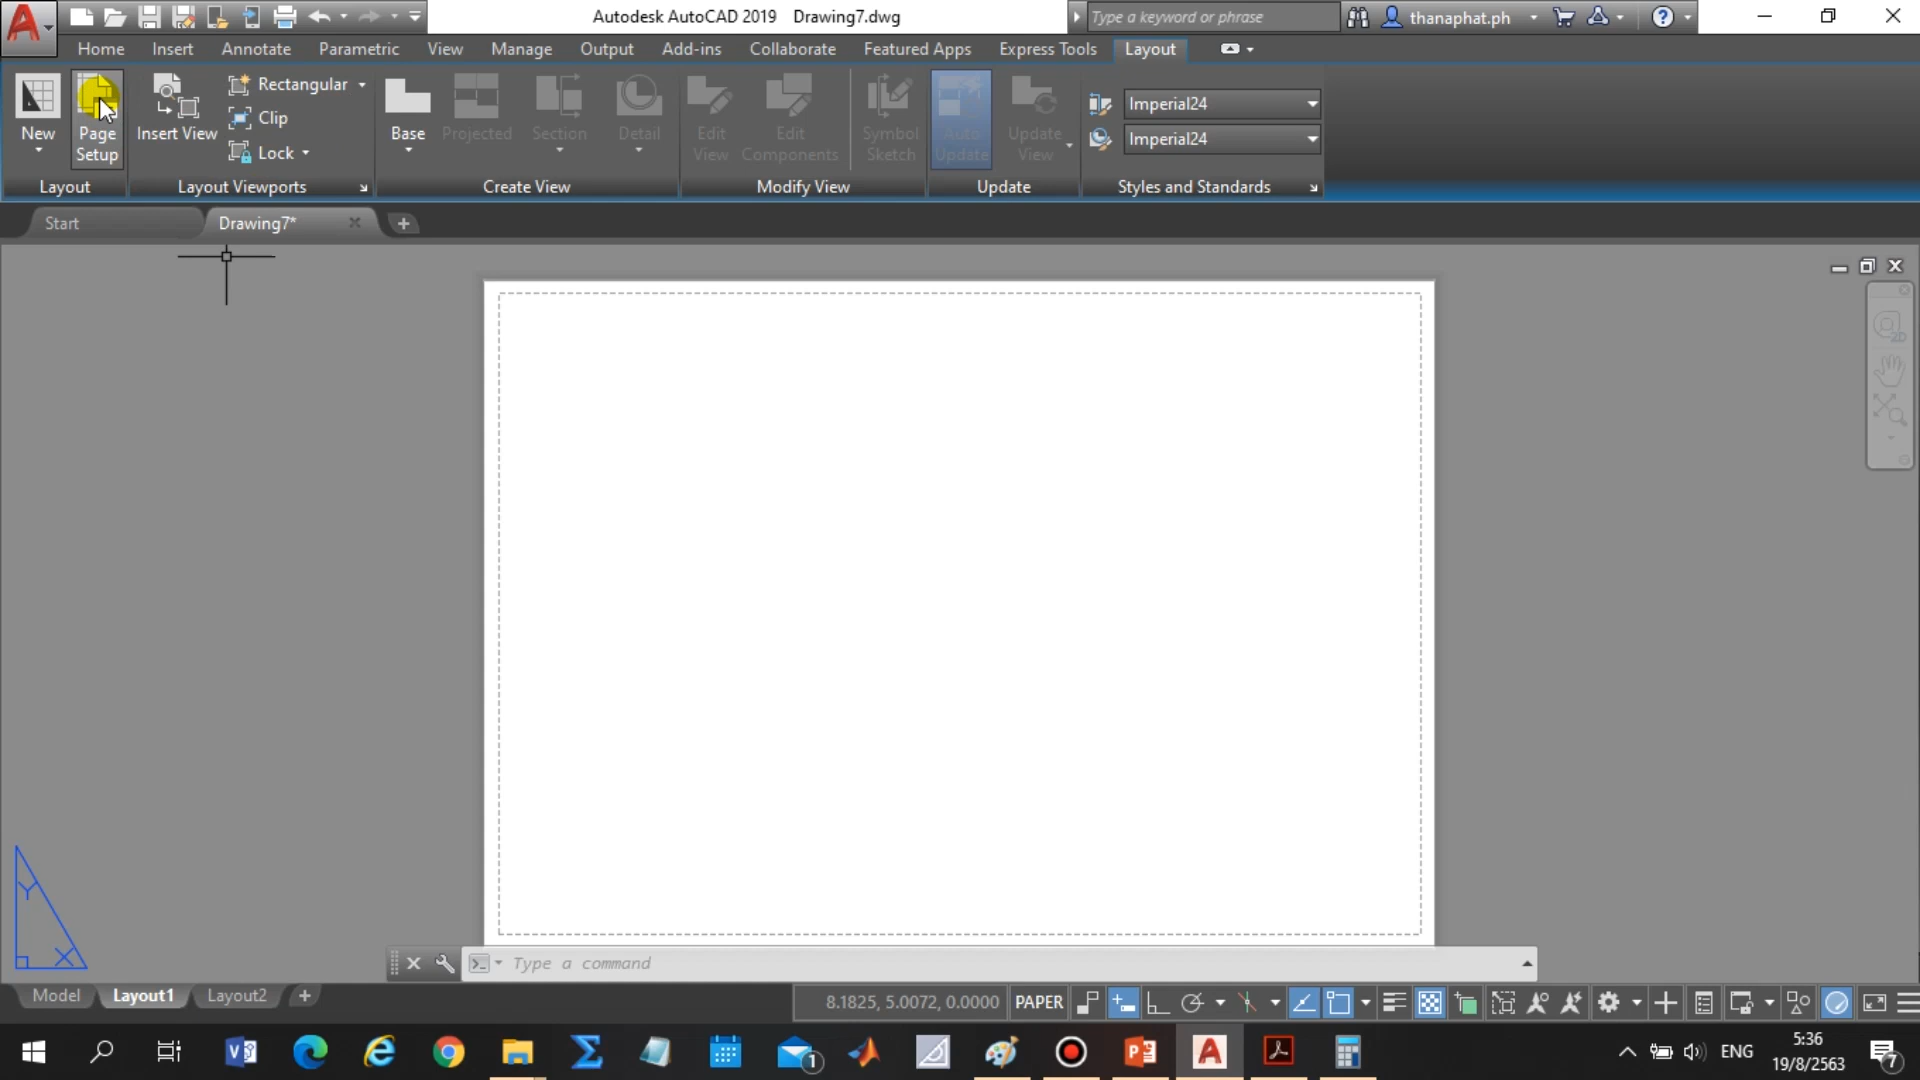 Autodesk AutoCAD 2019 Drawing7.dwg
Type a keyword or phrase
thanaphat.ph
Home Insert Annotate Parametric View Manage Output Add-ins Collaborate Featured Apps Express Tools Layout
New
Page Setup
Insert View
Rectangular
Clip
Lock
Base
Projected
Section
Detail
Edit View
Edit Components
Symbol Sketch
Auto Update
Update View
Imperial24
Imperial24
Layout
Layout Viewports
Create View
Modify View
Update
Styles and Standards
Start
Drawing7*
2D
Y
X
Type a command
Model Layout1 Layout2
8.1825, 5.0072, 0.0000 PAPER
1
ENG
5:36
19/8/2563
7